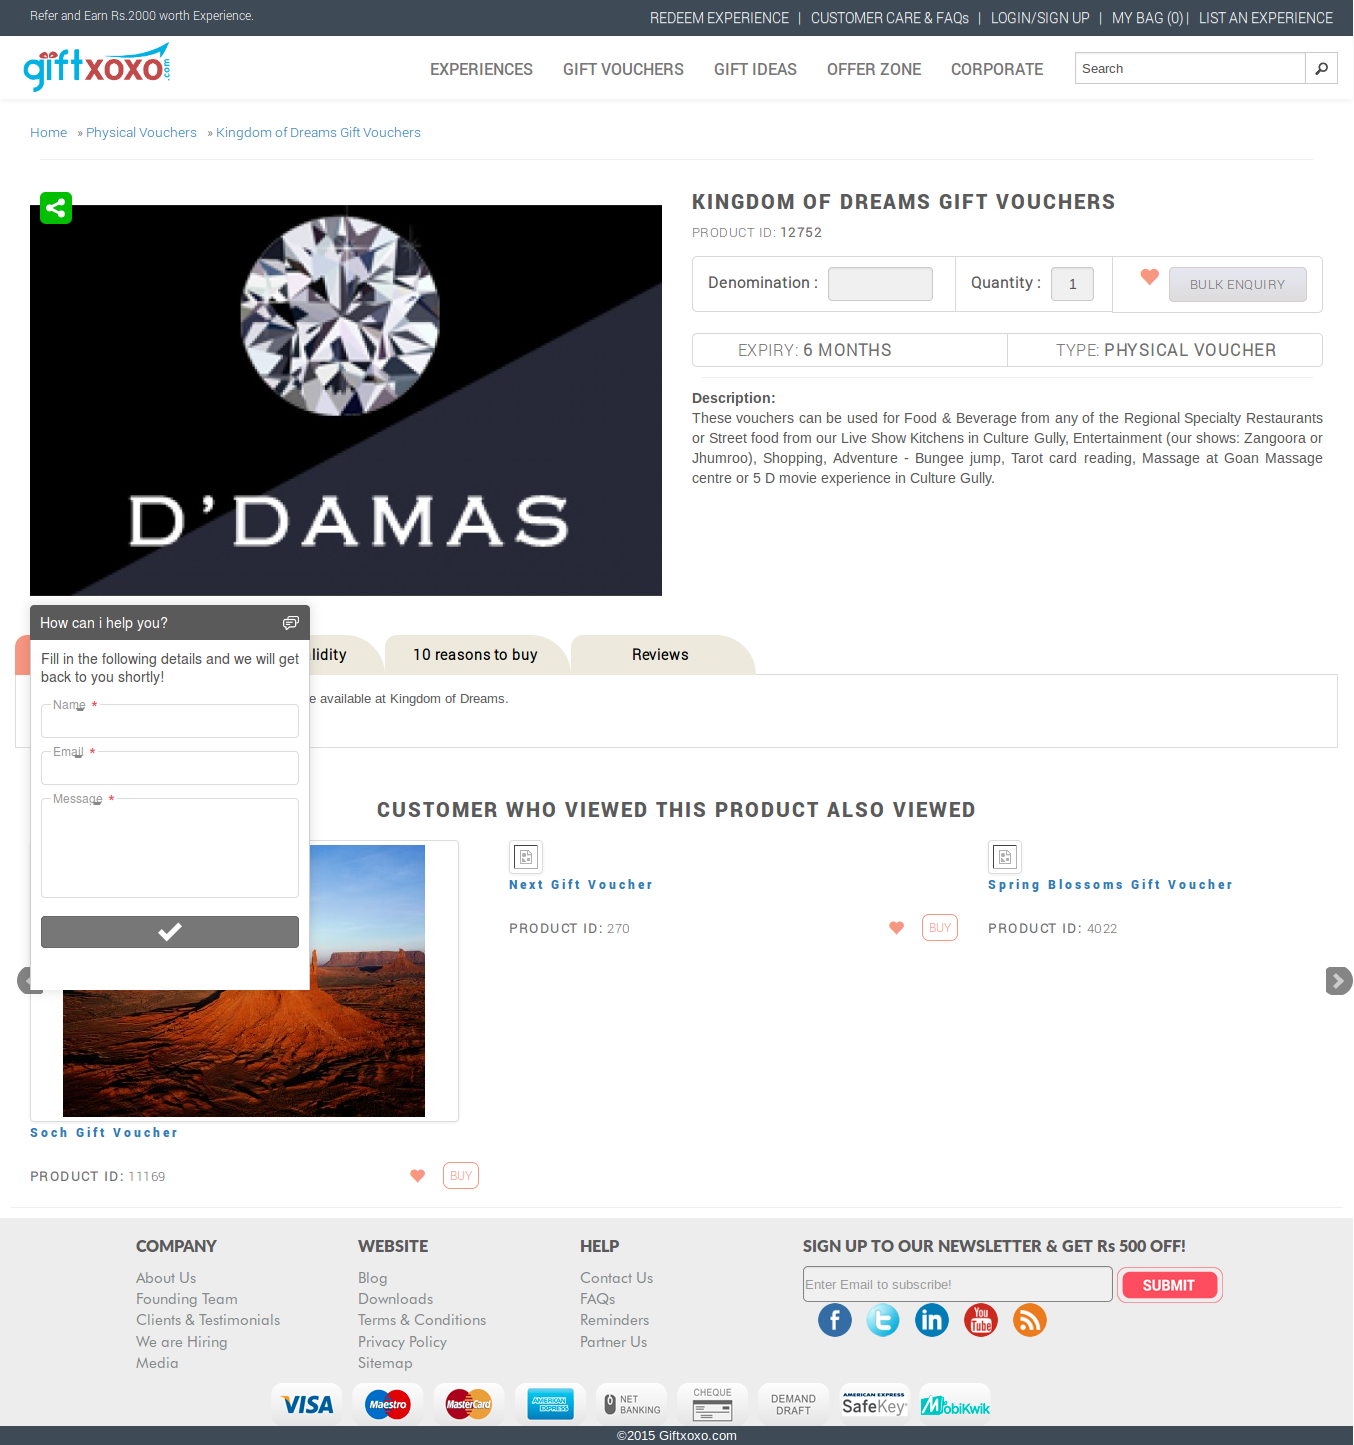 Refer and Earn Rs.2000 worth Experience.
REDEEM EXPERIENCE | CUSTOMER CARE & FAQs | LOGIN/SIGN UP | MY BAG (0) | LIST AN EXPERIENCE
giftxoxo.com
EXPERIENCES GIFT VOUCHERS GIFT IDEAS OFFER ZONE CORPORATE Search
Home » Physical Vouchers » Kingdom of Dreams Gift Vouchers
D'DAMAS
KINGDOM OF DREAMS GIFT VOUCHERS
PRODUCT ID: 12752
Denomination : Quantity : 1 BULK ENQUIRY
EXPIRY: 6 MONTHS TYPE: PHYSICAL VOUCHER
Description:
These vouchers can be used for Food & Beverage from any of the Regional Specialty Restaurants
or Street food from our Live Show Kitchens in Culture Gully, Entertainment (our shows: Zangoora or
Jhumroo), Shopping, Adventure - Bungee jump, Tarot card reading, Massage at Goan Massage
centre or 5 D movie experience in Culture Gully.
How can i help you?
Fill in the following details and we will get
back to you shortly!
Name *
Email *
Message *
lidity 10 reasons to buy Reviews
e available at Kingdom of Dreams.
CUSTOMER WHO VIEWED THIS PRODUCT ALSO VIEWED
Soch Gift Voucher
PRODUCT ID: 11169 BUY
Next Gift Voucher
PRODUCT ID: 270 BUY
Spring Blossoms Gift Voucher
PRODUCT ID: 4022
COMPANY
About Us
Founding Team
Clients & Testimonials
We are Hiring
Media
WEBSITE
Blog
Downloads
Terms & Conditions
Privacy Policy
Sitemap
HELP
Contact Us
FAQs
Reminders
Partner Us
SIGN UP TO OUR NEWSLETTER & GET Rs 500 OFF!
Enter Email to subscribe! SUBMIT
f t in You Tube
VISA Maestro MasterCard AMERICAN EXPRESS NET BANKING CHEQUE DEMAND DRAFT AMERICAN EXPRESS SafeKey MobiKwik
©2015 Giftxoxo.com